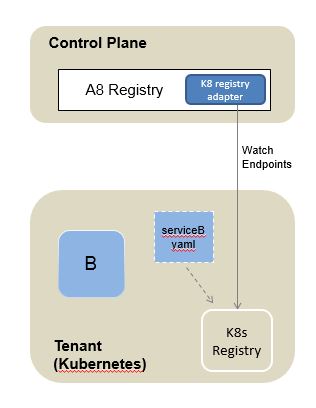 Control Plane
A8 Registry
K8 registry
adapter
Watch
Endpoints
serviceB
yaml
B
K8s
Registry
Tenant
(Kubernetes)